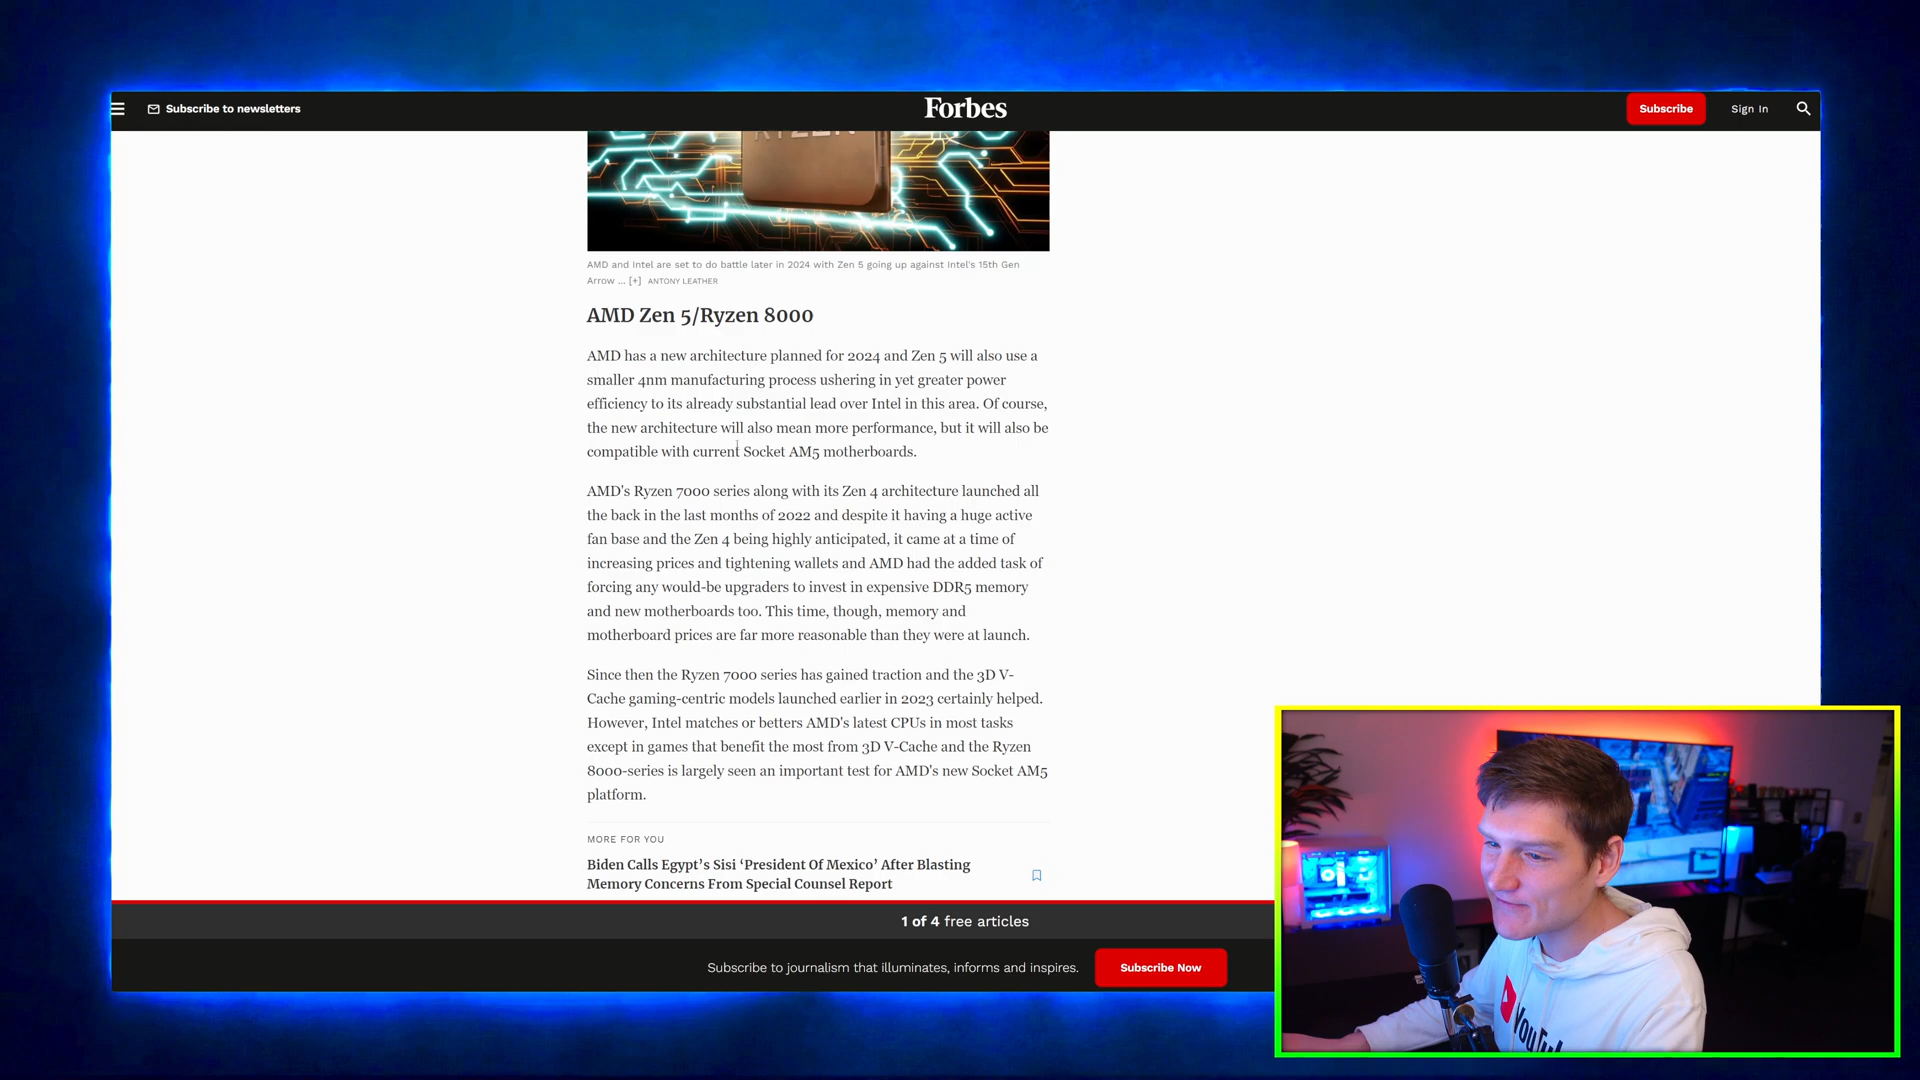 Subscribe to newsletters
Forbes
Subscribe
Sign In
RYZEN
AMD and Intel are set to do battle later in 2024 with Zen 5 going up against Intel's 15th Gen
Arrow ... [+] ANTONY LEATHER
AMD Zen 5/Ryzen 8000
AMD has a new architecture planned for 2024 and Zen 5 will also use a
smaller 4nm manufacturing process ushering in yet greater power
efficiency to its already substantial lead over Intel in this area. Of course,
the new architecture will also mean more performance, but it will also be
compatible with current Socket AM5 motherboards.
AMD's Ryzen 7000 series along with its Zen 4 architecture launched all
the back in the last months of 2022 and despite it having a huge active
fan base and the Zen 4 being highly anticipated, it came at a time of
increasing prices and tightening wallets and AMD had the added task of
forcing any would-be upgraders to invest in expensive DDR5 memory
and new motherboards too. This time, though, memory and
motherboard prices are far more reasonable than they were at launch.
Since then the Ryzen 7000 series has gained traction and the 3D V-
Cache gaming-centric models launched earlier in 2023 certainly helped.
However, Intel matches or betters AMD's latest CPUs in most tasks
except in games that benefit the most from 3D V-Cache and the Ryzen
8000-series is largely seen an important test for AMD's new Socket AM5
platform.
MORE FOR YOU
Biden Calls Egypt's Sisi ‘President Of Mexico’ After Blasting
Memory Concerns From Special Counsel Report
1 of 4 free articles
Subscribe to journalism that illuminates, informs and inspires.
Subscribe Now
YouTu